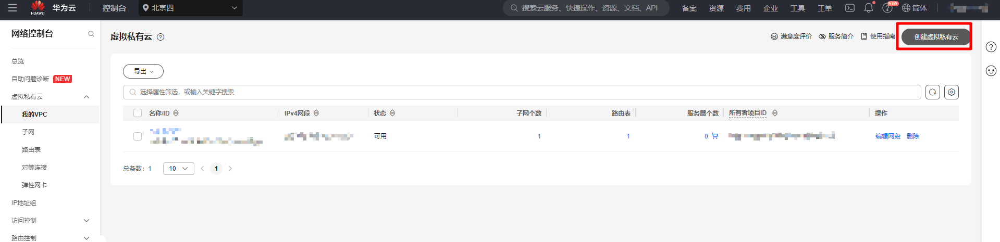 HUAWEI
华为云
控制台
北京四
搜索云服务、快捷操作、资源、文档、API
备案
资源
费用
企业
工具
工单
NEW
简体
网络控制台
总览
自助问题诊断 NEW
虚拟私有云
我的VPC
子网
路由表
对等连接
弹性网卡
IP地址组
访问控制
路由控制
虚拟私有云
满意度评价
服务简介
使用指南
创建虚拟私有云
导出
选择属性筛选，或输入关键字搜索
名称/ID
IPv4网段
状态
子网个数
路由表
服务器个数
所有者项目ID
操作
可用
1
1
0
编辑网段 删除
总条数：1
10
1